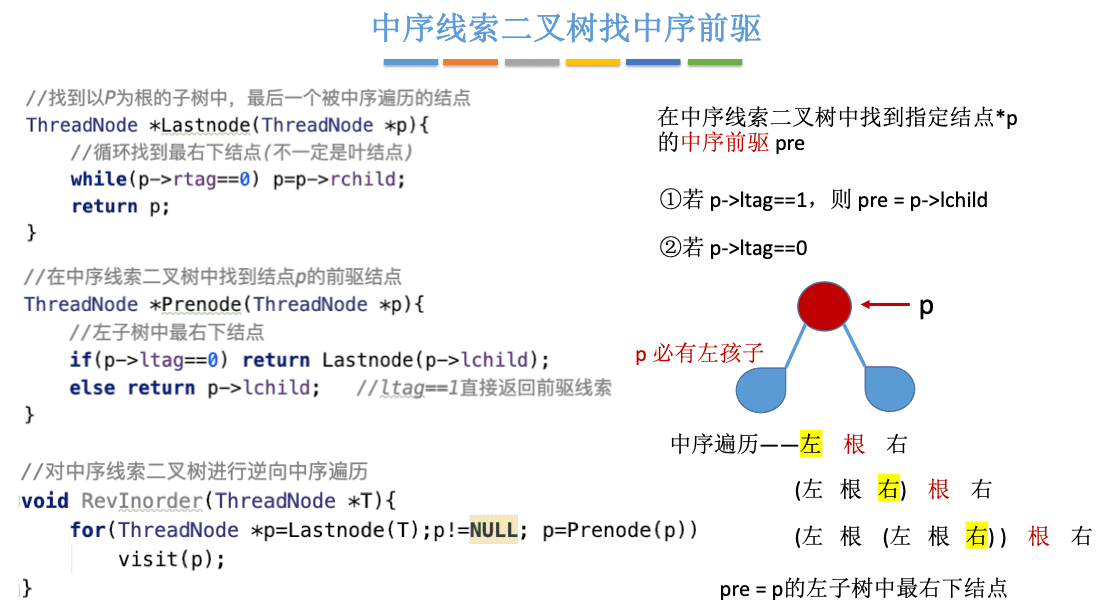 中序线索二叉树找中序前驱
//找到以P为根的子树中，最后一个被中序遍历的结点
ThreadNode *Lastnode(ThreadNode *p){
//循环找到最右下结点(不一定是叶结点)
while(p->rtag==0) p=p->rchild;
return p;
}
//在中序线索二叉树中找到结点p的前驱结点
ThreadNode *Prenode(ThreadNode *p){
//左子树中最右下结点
if(p->ltag==0) return Lastnode(p->lchild);
else return p->lchild; //ltag==1直接返回前驱线索
}
//对中序线索二叉树进行逆向中序遍历
void RevInorder(ThreadNode *T){
for(ThreadNode *p=Lastnode(T);p!=NULL; p=Prenode(p))
visit(p);
}
在中序线索二叉树中找到指定结点*p
的中序前驱 pre
①若 p->ltag==1，则 pre = p->lchild
②若 p->ltag==0
p
p 必有左孩子
中序遍历——左 根 右
(左 根 右) 根 右
(左 根 (左 根 右) ) 根 右
pre = p的左子树中最右下结点